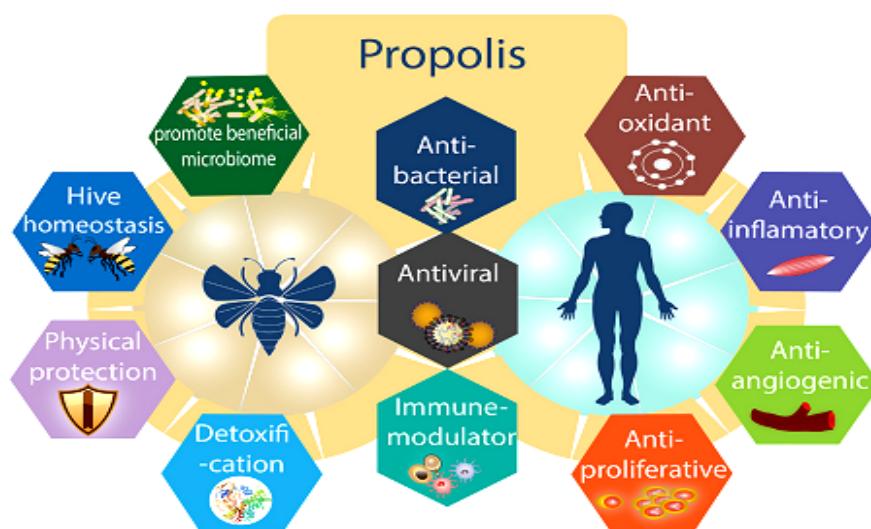 Propolis
promote beneficial
microbiome
Anti-
bacterial
Anti-
oxidant
Hive
homeostasis
Antiviral
Anti-
inflamatory
Physical
protection
Anti-
angiogenic
Detoxifi
-cation
Immune-
modulator
Anti-
proliferative